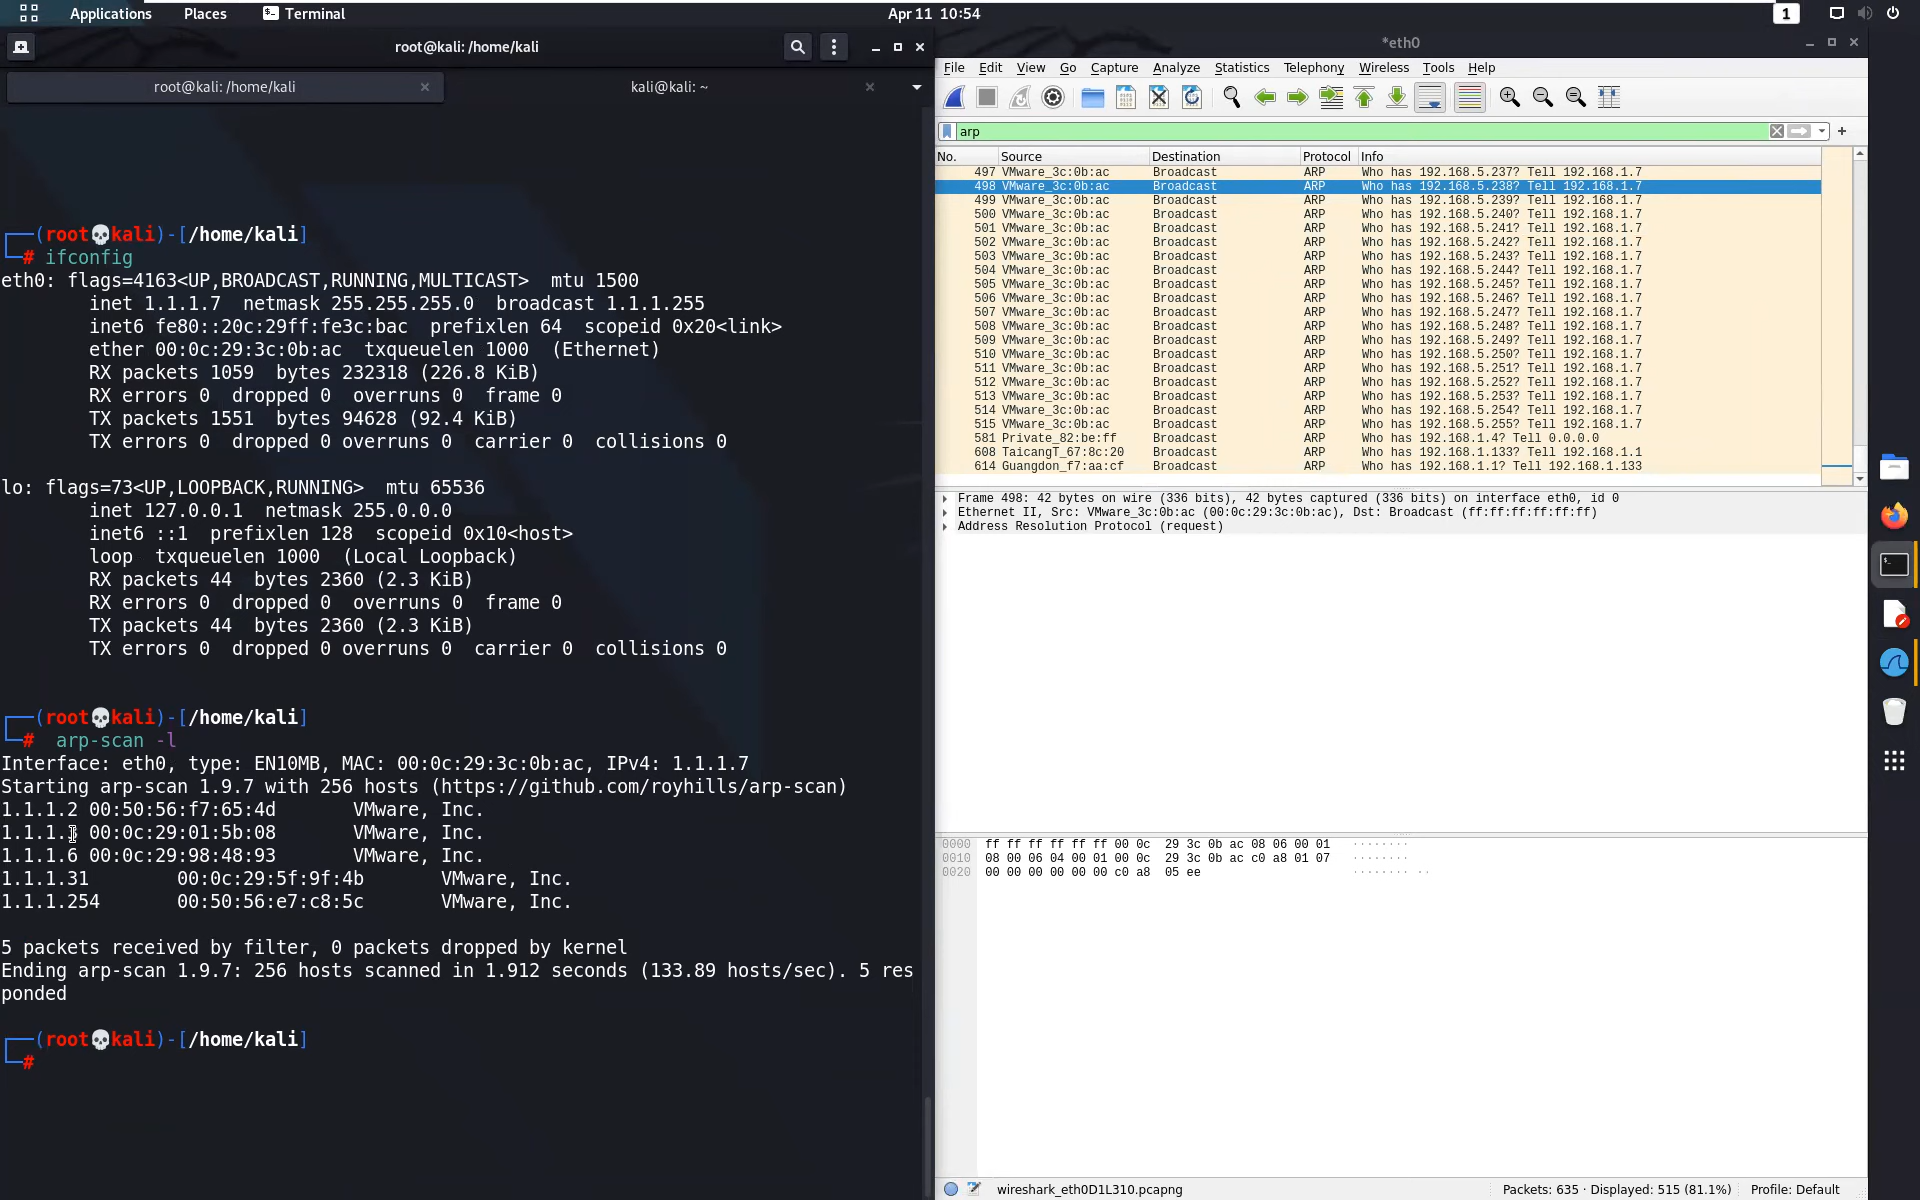 Applications Places Terminal Apr 11 10:54 1
root@kali: /home/kali
root@kali: /home/kali kali@kali: ~
(root💀kali)-[/home/kali]
# ifconfig
eth0: flags=4163<UP,BROADCAST,RUNNING,MULTICAST> mtu 1500
inet 1.1.1.7 netmask 255.255.255.0 broadcast 1.1.1.255
inet6 fe80::20c:29ff:fe3c:bac prefixlen 64 scopeid 0x20<link>
ether 00:0c:29:3c:0b:ac txqueuelen 1000 (Ethernet)
RX packets 1059 bytes 232318 (226.8 KiB)
RX errors 0 dropped 0 overruns 0 frame 0
TX packets 1551 bytes 94628 (92.4 KiB)
TX errors 0 dropped 0 overruns 0 carrier 0 collisions 0
lo: flags=73<UP,LOOPBACK,RUNNING> mtu 65536
inet 127.0.0.1 netmask 255.0.0.0
inet6 ::1 prefixlen 128 scopeid 0x10<host>
loop txqueuelen 1000 (Local Loopback)
RX packets 44 bytes 2360 (2.3 KiB)
RX errors 0 dropped 0 overruns 0 frame 0
TX packets 44 bytes 2360 (2.3 KiB)
TX errors 0 dropped 0 overruns 0 carrier 0 collisions 0
(root💀kali)-[/home/kali]
# arp-scan -l
Interface: eth0, type: EN10MB, MAC: 00:0c:29:3c:0b:ac, IPv4: 1.1.1.7
Starting arp-scan 1.9.7 with 256 hosts (https://github.com/royhills/arp-scan)
1.1.1.2 00:50:56:f7:65:4d VMware, Inc.
00:0c:29:01:5b:08 VMware, Inc.
1.1.1.6 00:0c:29:98:48:93 VMware, Inc.
1.1.1.31 00:0c:29:5f:9f:4b VMware, Inc.
1.1.1.254 00:50:56:e7:c8:5c VMware, Inc.
5 packets received by filter, 0 packets dropped by kernel
Ending arp-scan 1.9.7: 256 hosts scanned in 1.912 seconds (133.89 hosts/sec). 5 res
ponded
(root💀kali)-[/home/kali]
#
*eth0
File Edit View Go Capture Analyze Statistics Telephony Wireless Tools Help
arp
No. Source Destination Protocol Info
497 VMware_3c:0b:ac Broadcast ARP Who has 192.168.5.237? Tell 192.168.1.7
498 VMware_3c:0b:ac Broadcast ARP Who has 192.168.5.238? Tell 192.168.1.7
499 VMware_3c:0b:ac Broadcast ARP Who has 192.168.5.239? Tell 192.168.1.7
500 VMware_3c:0b:ac Broadcast ARP Who has 192.168.5.240? Tell 192.168.1.7
501 VMware_3c:0b:ac Broadcast ARP Who has 192.168.5.241? Tell 192.168.1.7
502 VMware_3c:0b:ac Broadcast ARP Who has 192.168.5.242? Tell 192.168.1.7
503 VMware_3c:0b:ac Broadcast ARP Who has 192.168.5.243? Tell 192.168.1.7
504 VMware_3c:0b:ac Broadcast ARP Who has 192.168.5.244? Tell 192.168.1.7
505 VMware_3c:0b:ac Broadcast ARP Who has 192.168.5.245? Tell 192.168.1.7
506 VMware_3c:0b:ac Broadcast ARP Who has 192.168.5.246? Tell 192.168.1.7
507 VMware_3c:0b:ac Broadcast ARP Who has 192.168.5.247? Tell 192.168.1.7
508 VMware_3c:0b:ac Broadcast ARP Who has 192.168.5.248? Tell 192.168.1.7
509 VMware_3c:0b:ac Broadcast ARP Who has 192.168.5.249? Tell 192.168.1.7
510 VMware_3c:0b:ac Broadcast ARP Who has 192.168.5.250? Tell 192.168.1.7
511 VMware_3c:0b:ac Broadcast ARP Who has 192.168.5.251? Tell 192.168.1.7
512 VMware_3c:0b:ac Broadcast ARP Who has 192.168.5.252? Tell 192.168.1.7
513 VMware_3c:0b:ac Broadcast ARP Who has 192.168.5.253? Tell 192.168.1.7
514 VMware_3c:0b:ac Broadcast ARP Who has 192.168.5.254? Tell 192.168.1.7
515 VMware_3c:0b:ac Broadcast ARP Who has 192.168.5.255? Tell 192.168.1.7
581 Private_82:be:ff Broadcast ARP Who has 192.168.1.4? Tell 0.0.0.0
608 TaicangT_67:8c:20 Broadcast ARP Who has 192.168.1.133? Tell 192.168.1.1
614 Guangdon_f7:aa:cf Broadcast ARP Who has 192.168.1.1? Tell 192.168.1.133
Frame 498: 42 bytes on wire (336 bits), 42 bytes captured (336 bits) on interface eth0, id 0
Ethernet II, Src: VMware_3c:0b:ac (00:0c:29:3c:0b:ac), Dst: Broadcast (ff:ff:ff:ff:ff:ff)
Address Resolution Protocol (request)
0000 ff ff ff ff ff ff 00 0c 29 3c 0b ac 08 06 00 01 ········
0010 08 00 06 04 00 01 00 0c 29 3c 0b ac c0 a8 01 07 ········
0020 00 00 00 00 00 00 c0 a8 05 ee ········ ··
wireshark_eth0D1L310.pcapng Packets: 635 · Displayed: 515 (81.1%) Profile: Default